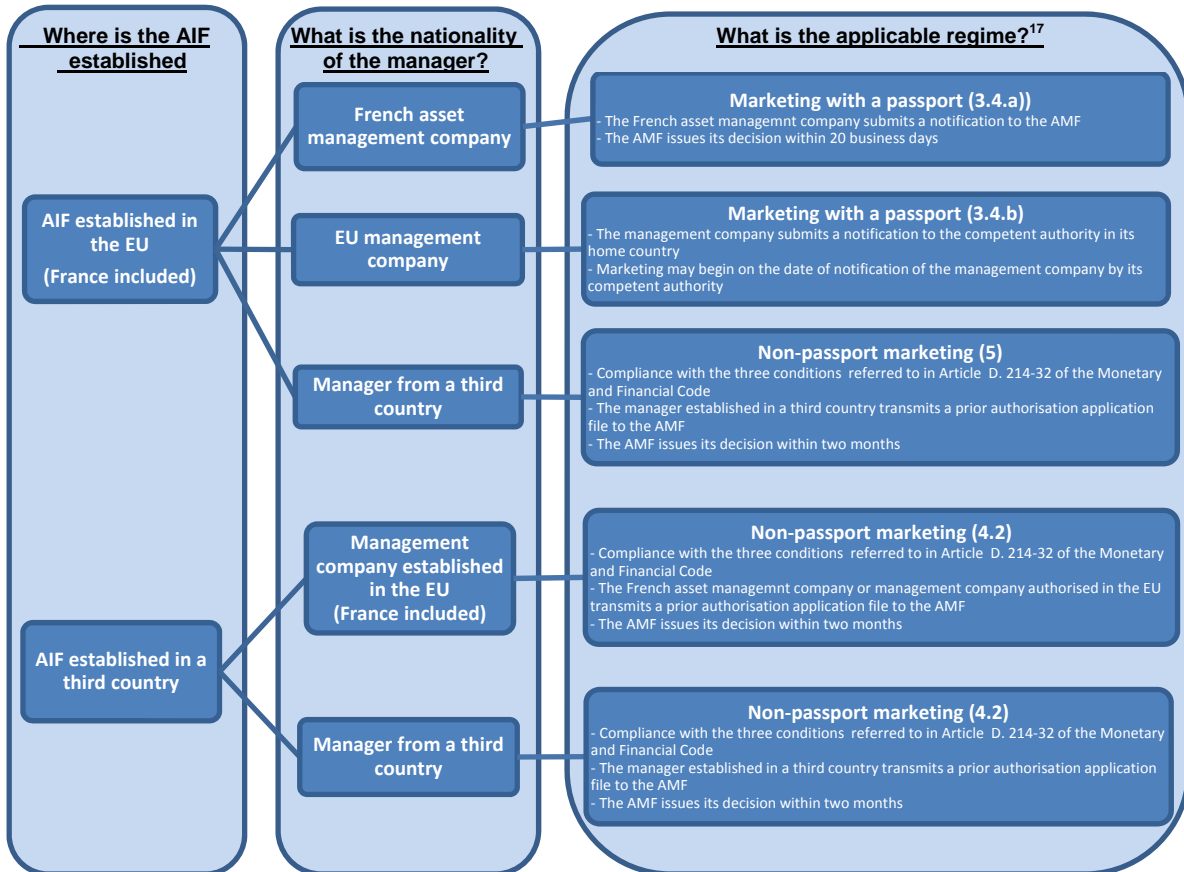 Where is the AIF
established
What is the nationality
of the manager?
What is the applicable regime?17
AIF established in
the EU
(France included)
French asset
management company
Marketing with a passport (3.4.a))
- The French asset managemnt company submits a notification to the AMF
- The AMF issues its decision within 20 business days
EU management
company
Marketing with a passport (3.4.b)
- The management company submits a notification to the competent authority in its
home country
- Marketing may begin on the date of notification of the management company by its
competent authority
Manager from a third
country
Non-passport marketing (5)
- Compliance with the three conditions referred to in Article D. 214-32 of the Monetary
and Financial Code
- The manager established in a third country transmits a prior authorisation application
file to the AMF
- The AMF issues its decision within two months
AIF established in a
third country
Management
company established
in the EU
(France included)
Non-passport marketing (4.2)
- Compliance with the three conditions referred to in Article D. 214-32 of the Monetary
and Financial Code
- The French asset managemnt company or management company authorised in the EU
transmits a prior authorisation application file to the AMF
- The AMF issues its decision within two months
Manager from a third
country
Non-passport marketing (4.2)
- Compliance with the three conditions referred to in Article D. 214-32 of the Monetary
and Financial Code
- The manager established in a third country transmits a prior authorisation application
file to the AMF
- The AMF issues its decision within two months